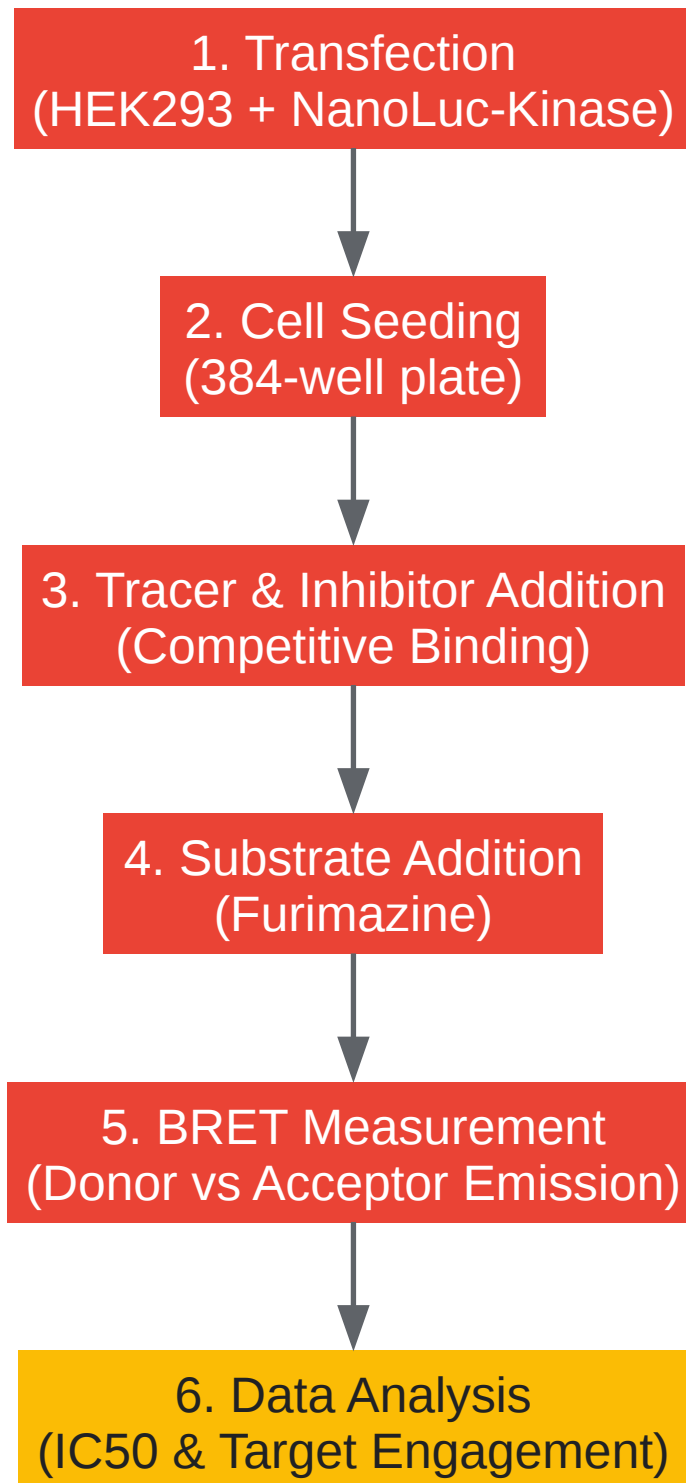 1. Transfection
(HEK293 + NanoLuc-Kinase)
2. Cell Seeding
(384-well plate)
3. Tracer & Inhibitor Addition
(Competitive Binding)
4. Substrate Addition
(Furimazine)
5. BRET Measurement
(Donor vs Acceptor Emission)
6. Data Analysis
(IC50 & Target Engagement)